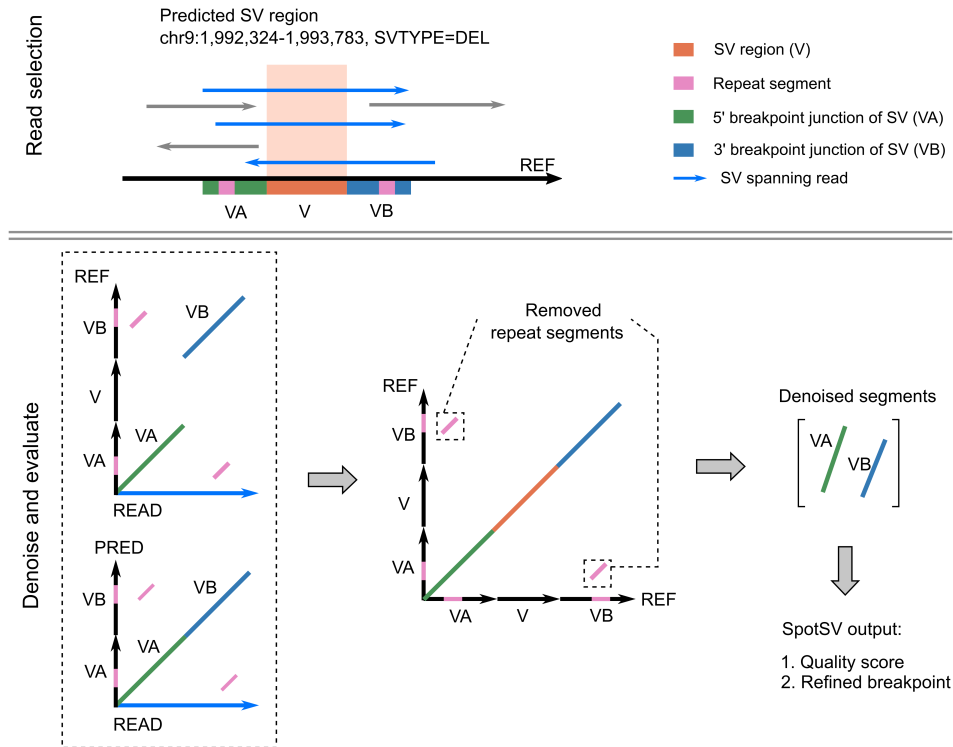 Predicted SV region
chr9:1,992,324-1,993,783, SVTYPE=DEL
Read selection
REF
VA
V
VB
SV region (V)
Repeat segment
5' breakpoint junction of SV (VA)
3' breakpoint junction of SV (VB)
SV spanning read
Denoise and evaluate
REF
VB
VB
V
VA
VA
READ
PRED
VB
VB
VA
VA
READ
Removed
repeat segments
REF
VB
V
VA
REF
VA
V
VB
Denoised segments
VA
VB
SpotSV output:
1. Quality score
2. Refined breakpoint